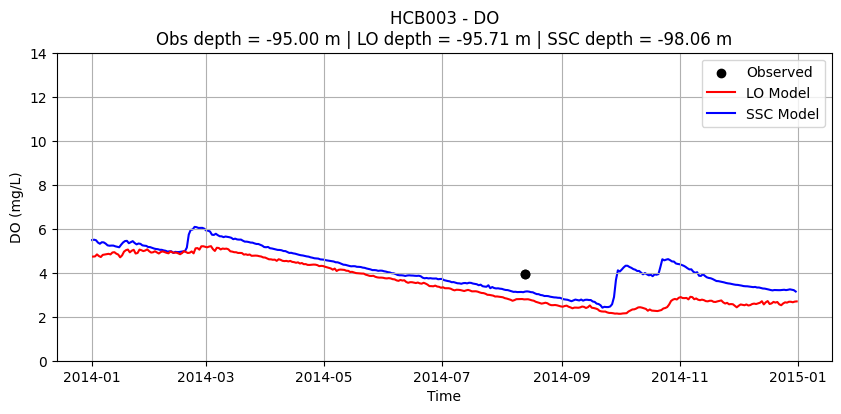 HCB003 - DO
Obs depth = -95.00 m | LO depth = -95.71 m | SSC depth = -98.06 m
DO (mg/L)
14
12
10
8
6
4
2
0
Observed
LO Model
SSC Model
2014-01
2014-03
2014-05
2014-07
2014-09
2014-11
2015-01
Time